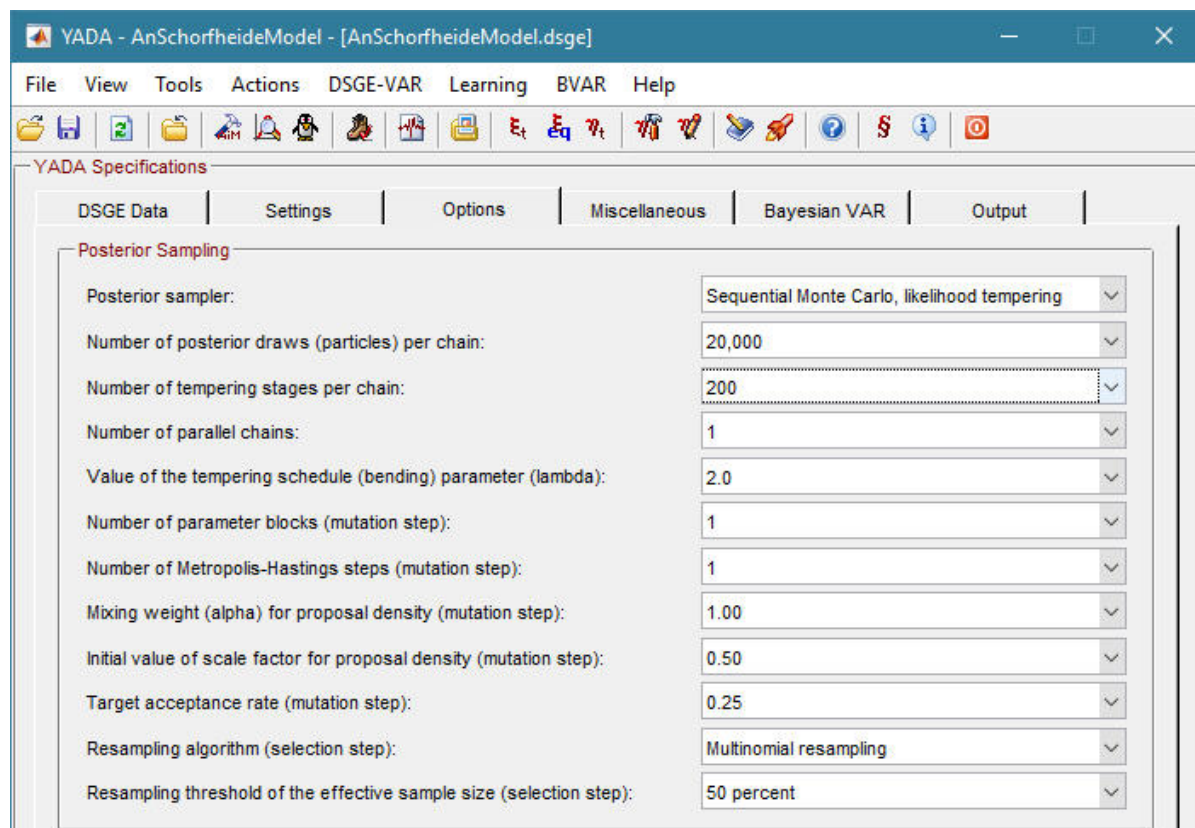 YADA - AnSchorfheideModel - [AnSchorfheideModel.dsge]
File View Tools Actions DSGE-VAR Learning BVAR Help
AiM ξt ξeq ηt § i
YADA Specifications
DSGE Data Settings Options Miscellaneous Bayesian VAR Output
Posterior Sampling
Posterior sampler: Sequential Monte Carlo, likelihood tempering
Number of posterior draws (particles) per chain: 20,000
Number of tempering stages per chain: 200
Number of parallel chains: 1
Value of the tempering schedule (bending) parameter (lambda): 2.0
Number of parameter blocks (mutation step): 1
Number of Metropolis-Hastings steps (mutation step): 1
Mixing weight (alpha) for proposal density (mutation step): 1.00
Initial value of scale factor for proposal density (mutation step): 0.50
Target acceptance rate (mutation step): 0.25
Resampling algorithm (selection step): Multinomial resampling
Resampling threshold of the effective sample size (selection step): 50 percent